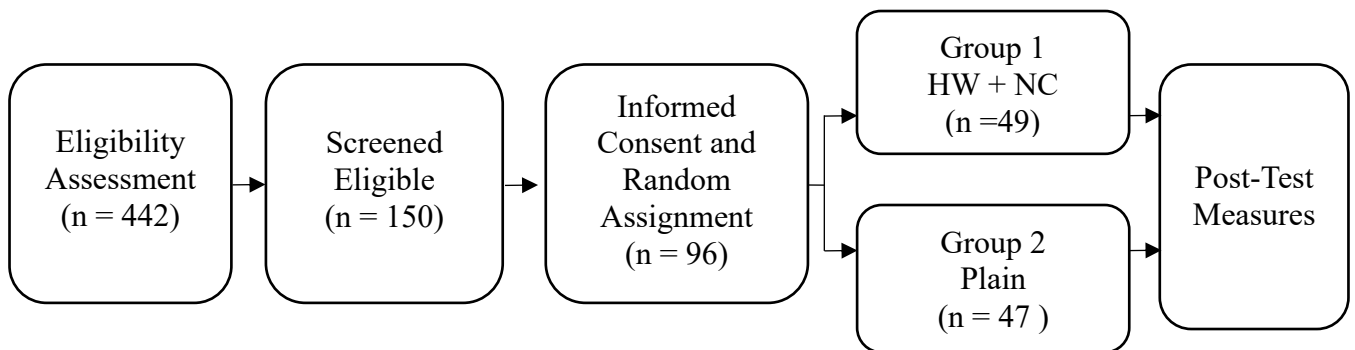 Eligibility
Assessment
(n = 442)
Screened
Eligible
(n = 150)
Informed
Consent and
Random
Assignment
(n = 96)
Group 1
HW + NC
(n =49)
Group 2
Plain
(n = 47 )
Post-Test
Measures